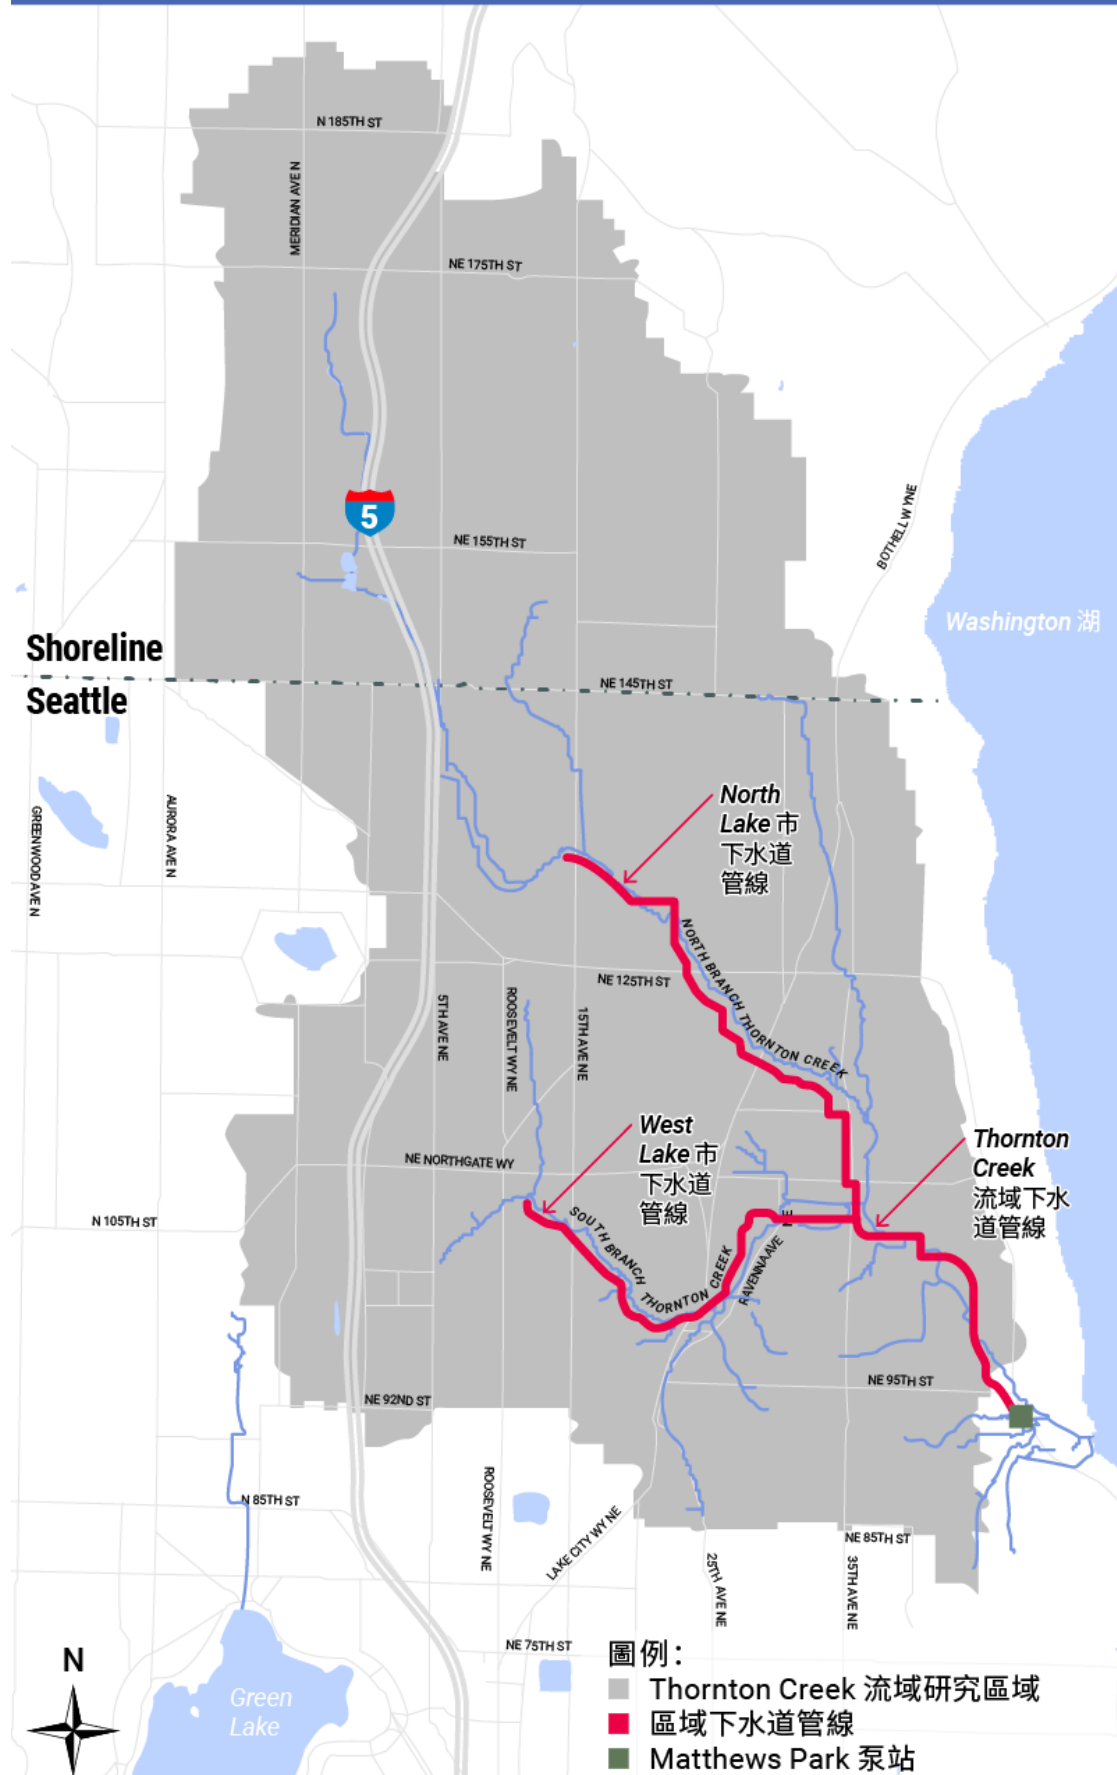 N 185TH ST
MERIDIAN AVE N
NE 175TH ST
5
NE 155TH ST
BOTHELL WYNE
Washington 湖
Shoreline
Seattle
NE 145TH ST
North
Lake 市
下水道
管線
GREENWOOD AVE N
AURORA AVE N
NORTH BRANCH THORNTON CREEK
NE 125TH ST
5TH AVE NE
ROOSEVELT WY NE
15TH AVE NE
West
Lake 市
下水道
管線
Thornton
Creek
流域下水
道管線
NE NORTHGATE WY
N 105TH ST
SOUTH BRANCH THORNTON CREEK
RAVENNA AVE NE
NE 95TH ST
NE 92ND ST
N 85TH ST
ROOSEVELT WY NE
LAKE CITY WY NE
NE 85TH ST
25TH AVE NE
35TH AVE NE
NE 75TH ST
N
Green
Lake
圖例：
Thornton Creek 流域研究區域
區域下水道管線
Matthews Park 泵站